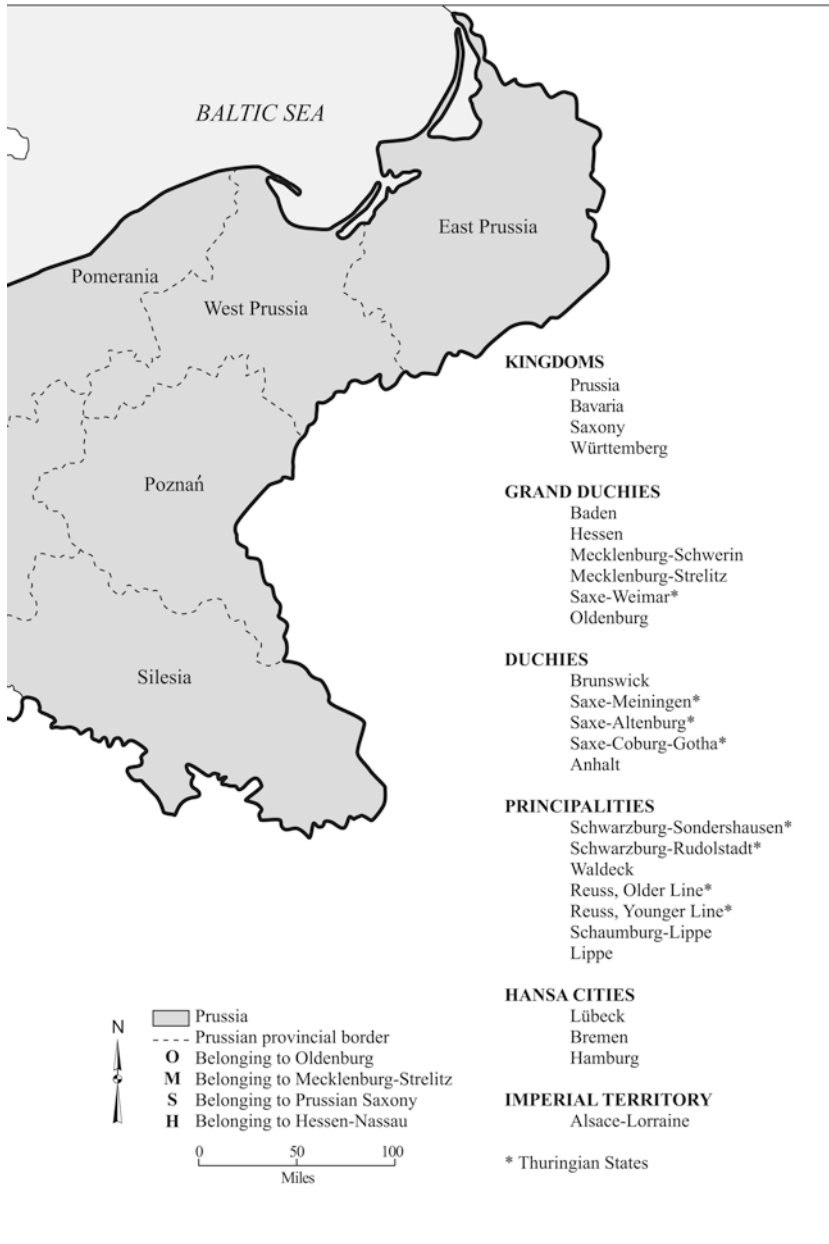 BALTIC SEA
East Prussia
Pomerania
West Prussia
Poznań
Silesia
KINGDOMS
Prussia
Bavaria
Saxony
Württemberg
GRAND DUCHIES
Baden
Hessen
Mecklenburg-Schwerin
Mecklenburg-Strelitz
Saxe-Weimar*
Oldenburg
DUCHIES
Brunswick
Saxe-Meiningen*
Saxe-Altenburg*
Saxe-Coburg-Gotha*
Anhalt
PRINCIPALITIES
Schwarzburg-Sondershausen*
Schwarzburg-Rudolstadt*
Waldeck
Reuss, Older Line*
Reuss, Younger Line*
Schaumburg-Lippe
Lippe
HANSA CITIES
Lübeck
Bremen
Hamburg
IMPERIAL TERRITORY
Alsace-Lorraine
* Thuringian States
N
Prussia
Prussian provincial border
O Belonging to Oldenburg
M Belonging to Mecklenburg-Strelitz
S Belonging to Prussian Saxony
H Belonging to Hessen-Nassau
0 50 100
Miles